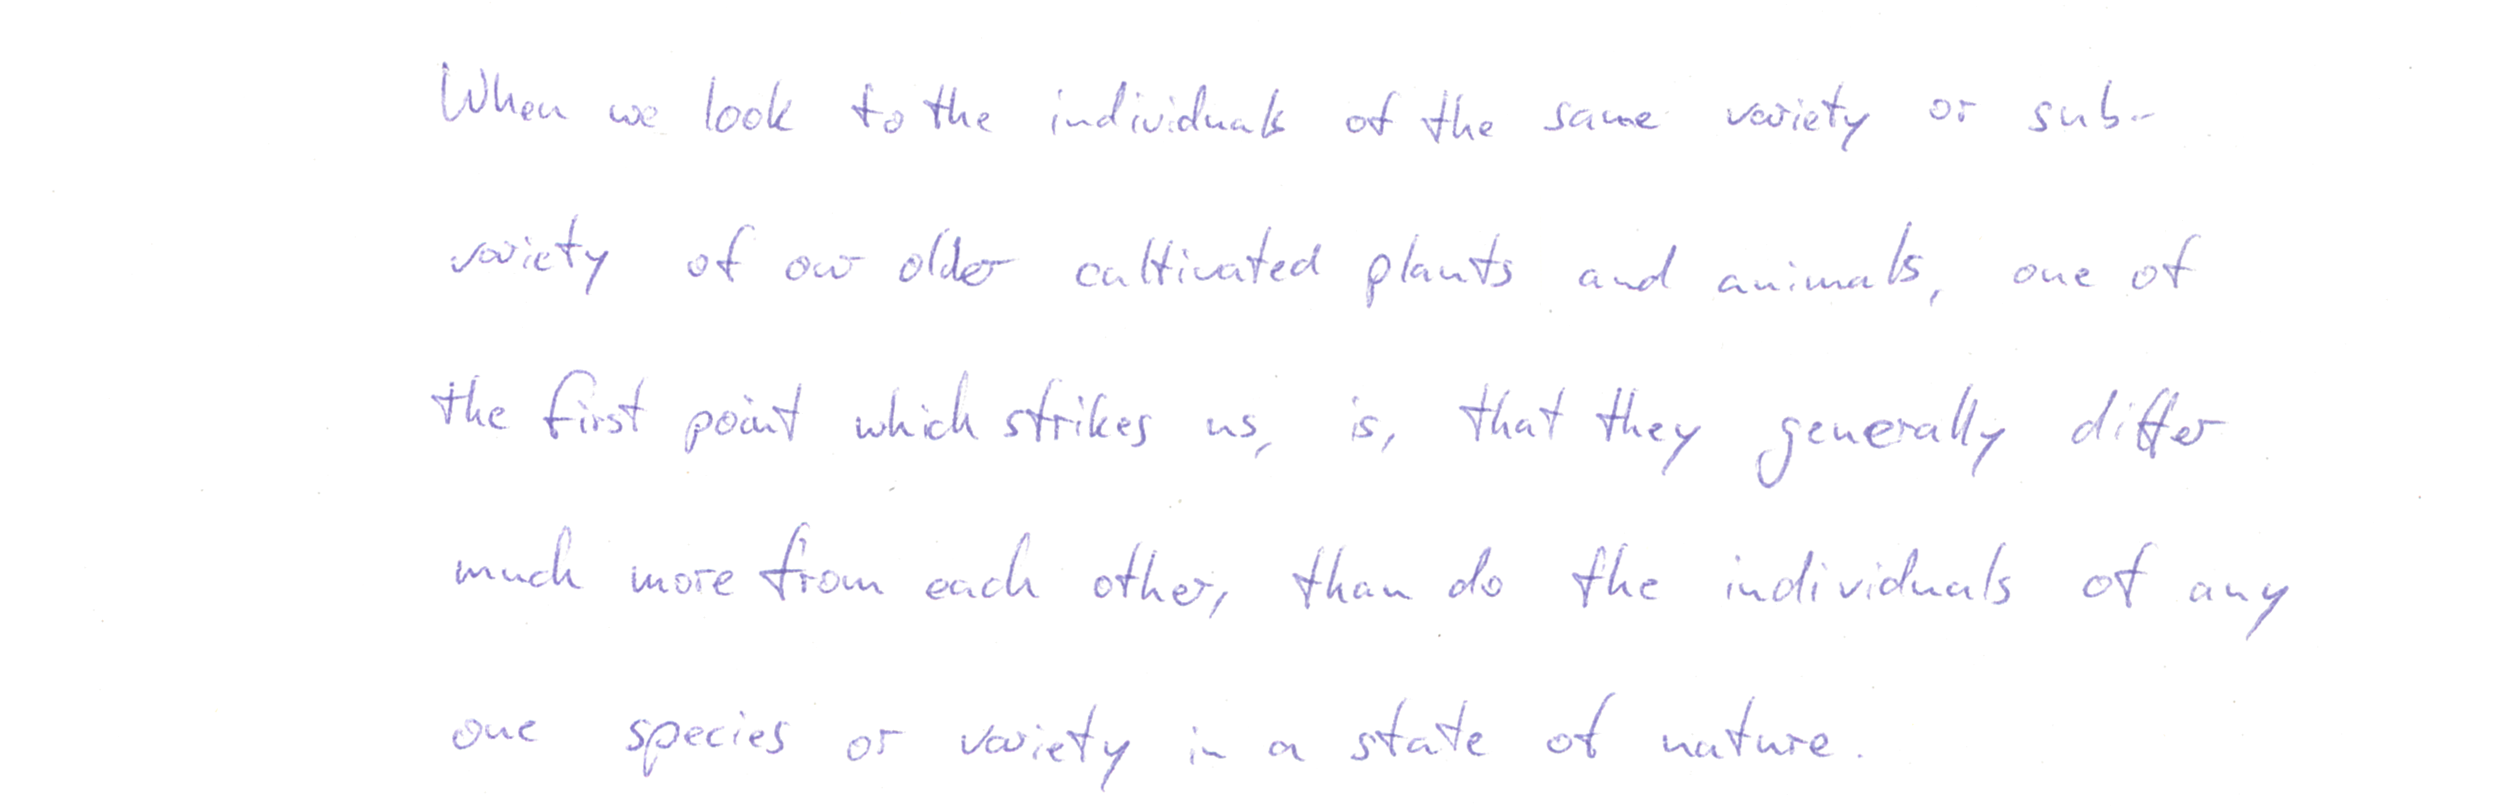 When we look to the individuals of the same variety or sub-
variety of our older cultivated plants and animals, one of
the first point which strikes us, is, that they generally differ
much more from each other, than do the individuals of any
one species or variety in a state of nature.